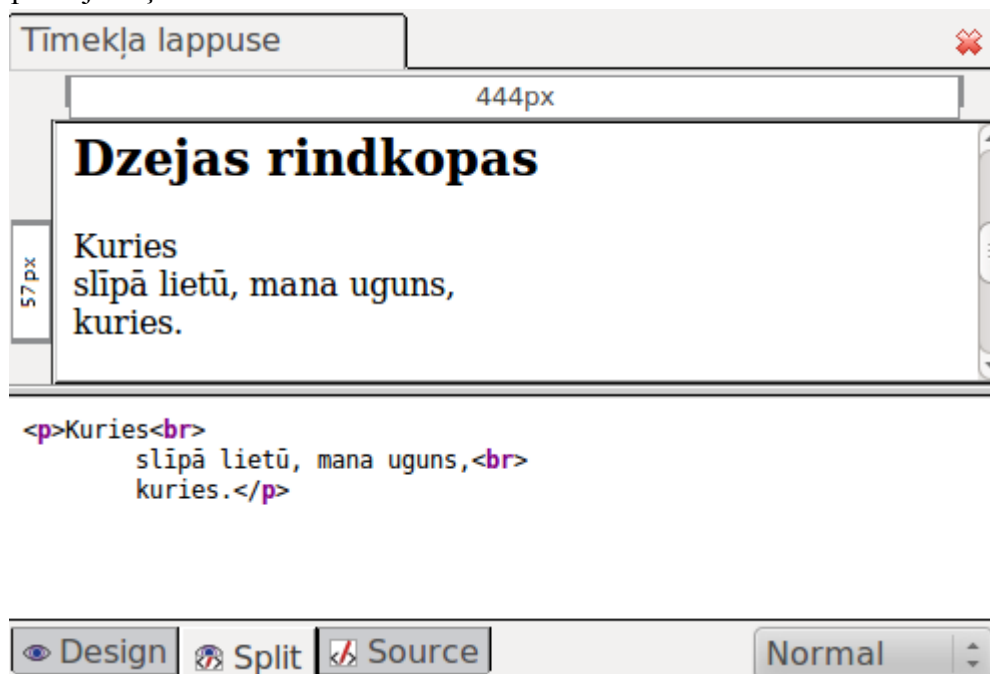 Tīmekļa lappuse
444px
Dzejas rindkopas
57px
Kuries
slīpā lietū, mana uguns,
kuries.
<p>Kuries<br>
slīpā lietū, mana uguns,<br>
kuries.</p>
Design Split Source Normal